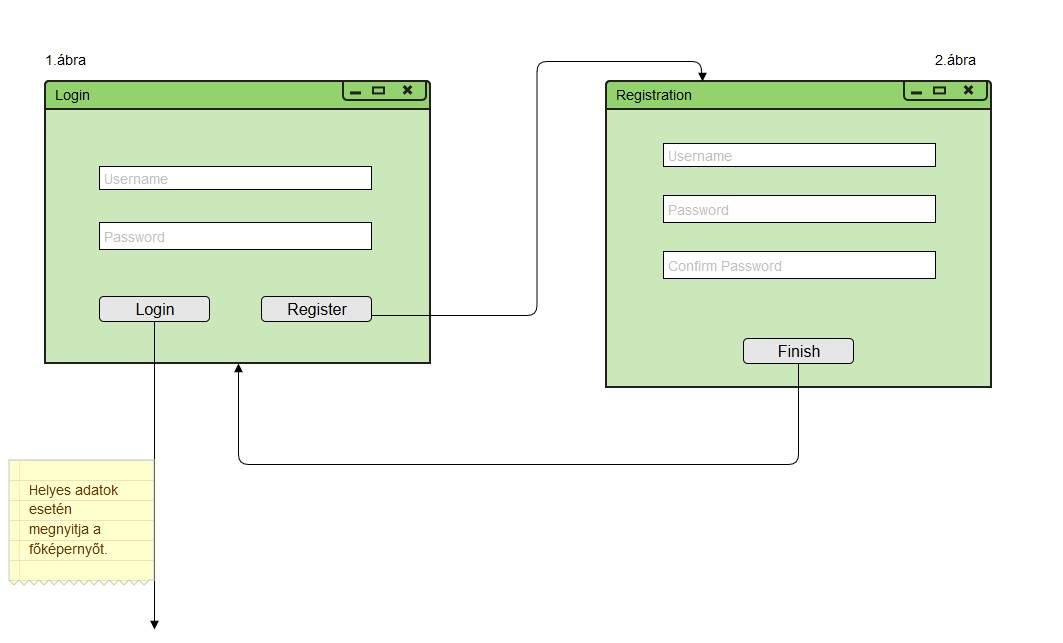 1.ábra
Login
Username
Password
Login Register
2.ábra
Registration
Username
Password
Confirm Password
Finish
Helyes adatok
esetén
megnyitja a
főképernyőt.